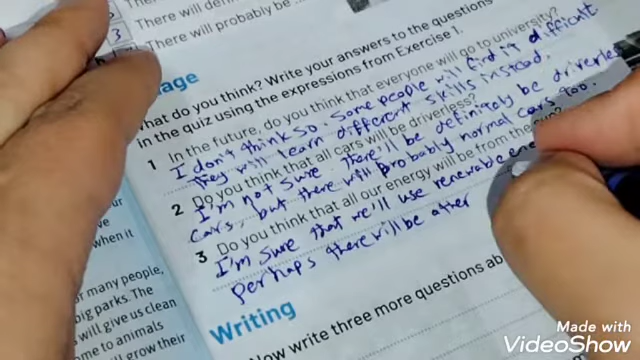 There will def
There will probably be
3
age
What do you think? Write your answers to the questions
in the quiz using the expressions from Exercise 1.
1 In the future, do you think that everyone will go to university?
I don't think so. Some people will find it difficult
they will learn different skills instead.
2 Do you think that all cars will be driverless?
I'm not sure. There'll be definitely be driverless
cars, but there will probably normal cars too.
3 Do you think that all our energy will be from the sun?
I'm sure that we'll use renewable ene
perhaps there will be other
Writing
Now write three more questions ab
ve
when it
or many people,
big parks. The
will give us clean
ome to animals
will grow their
Made with
VideoShow